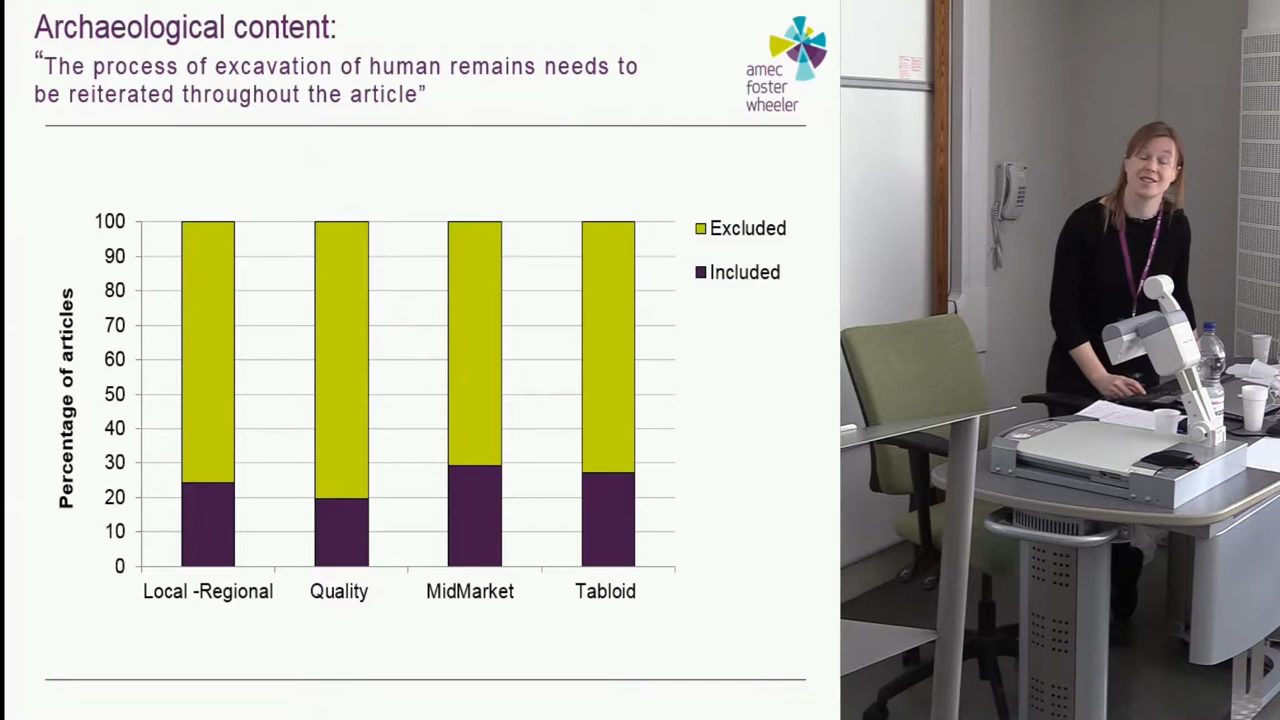 Archaeological content:
“The process of excavation of human remains needs to
be reiterated throughout the article”
amec
foster
wheeler
100
90
80
70
60
50
40
30
20
10
0
Percentage of articles
Local -Regional
Quality
MidMarket
Tabloid
Excluded
Included